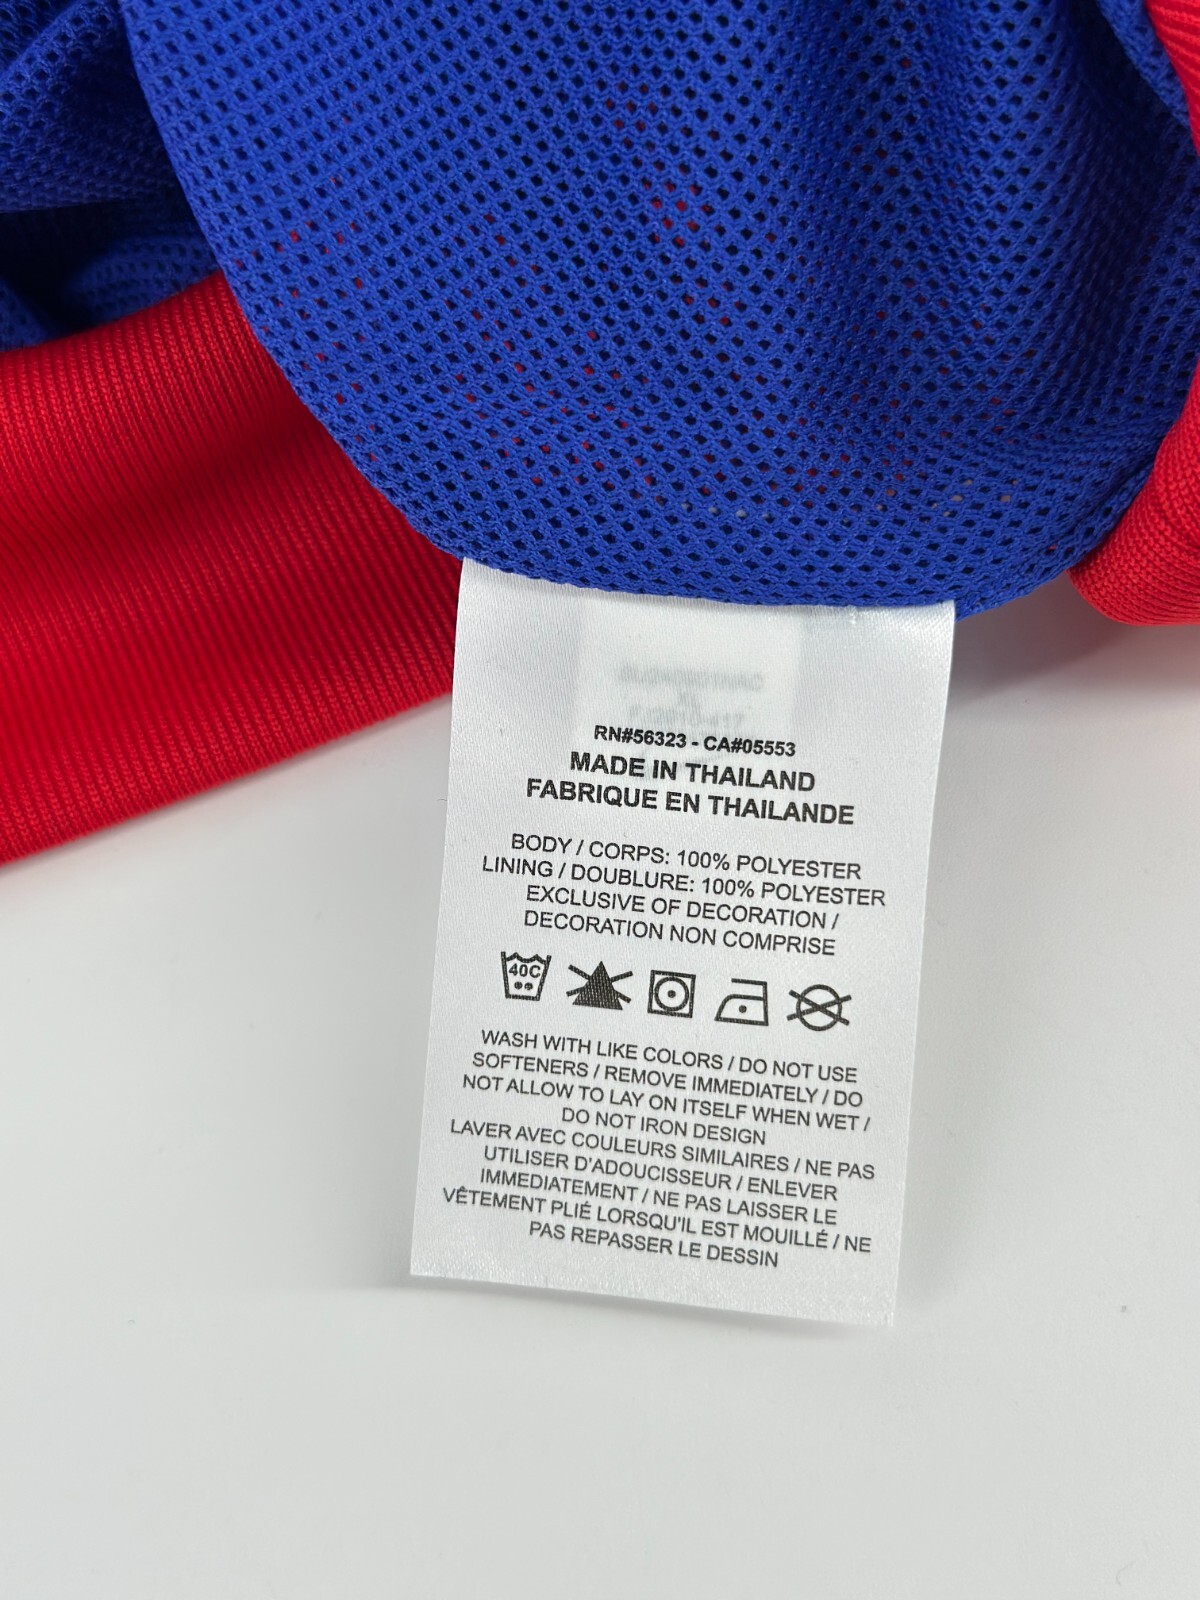 RN#56323 - CA#05553
MADE IN THAILAND
FABRIQUE EN THAILANDE
BODY / CORPS: 100% POLYESTER
LINING / DOUBLURE: 100% POLYESTER
EXCLUSIVE OF DECORATION /
DECORATION NON COMPRISE
40C
WASH WITH LIKE COLORS / DO NOT USE
SOFTENERS / REMOVE IMMEDIATELY / DO
NOT ALLOW TO LAY ON ITSELF WHEN WET /
DO NOT IRON DESIGN
LAVER AVEC COULEURS SIMILAIRES / NE PAS
UTILISER D'ADOUCISSEUR / ENLEVER
IMMEDIATEMENT / NE PAS LAISSER LE
VÊTEMENT PLIÉ LORSQU'IL EST MOUILLÉ / NE
PAS REPASSER LE DESSIN